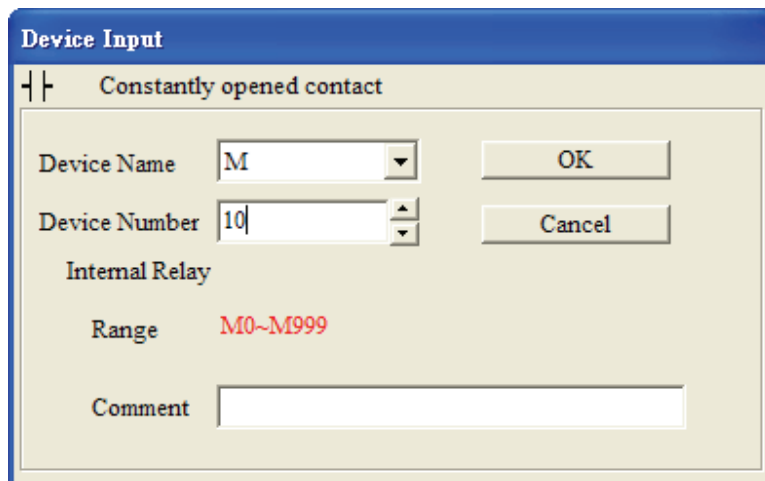 Device Input
Constantly opened contact
Device Name M OK
Device Number 10 Cancel
Internal Relay
Range M0~M999
Comment